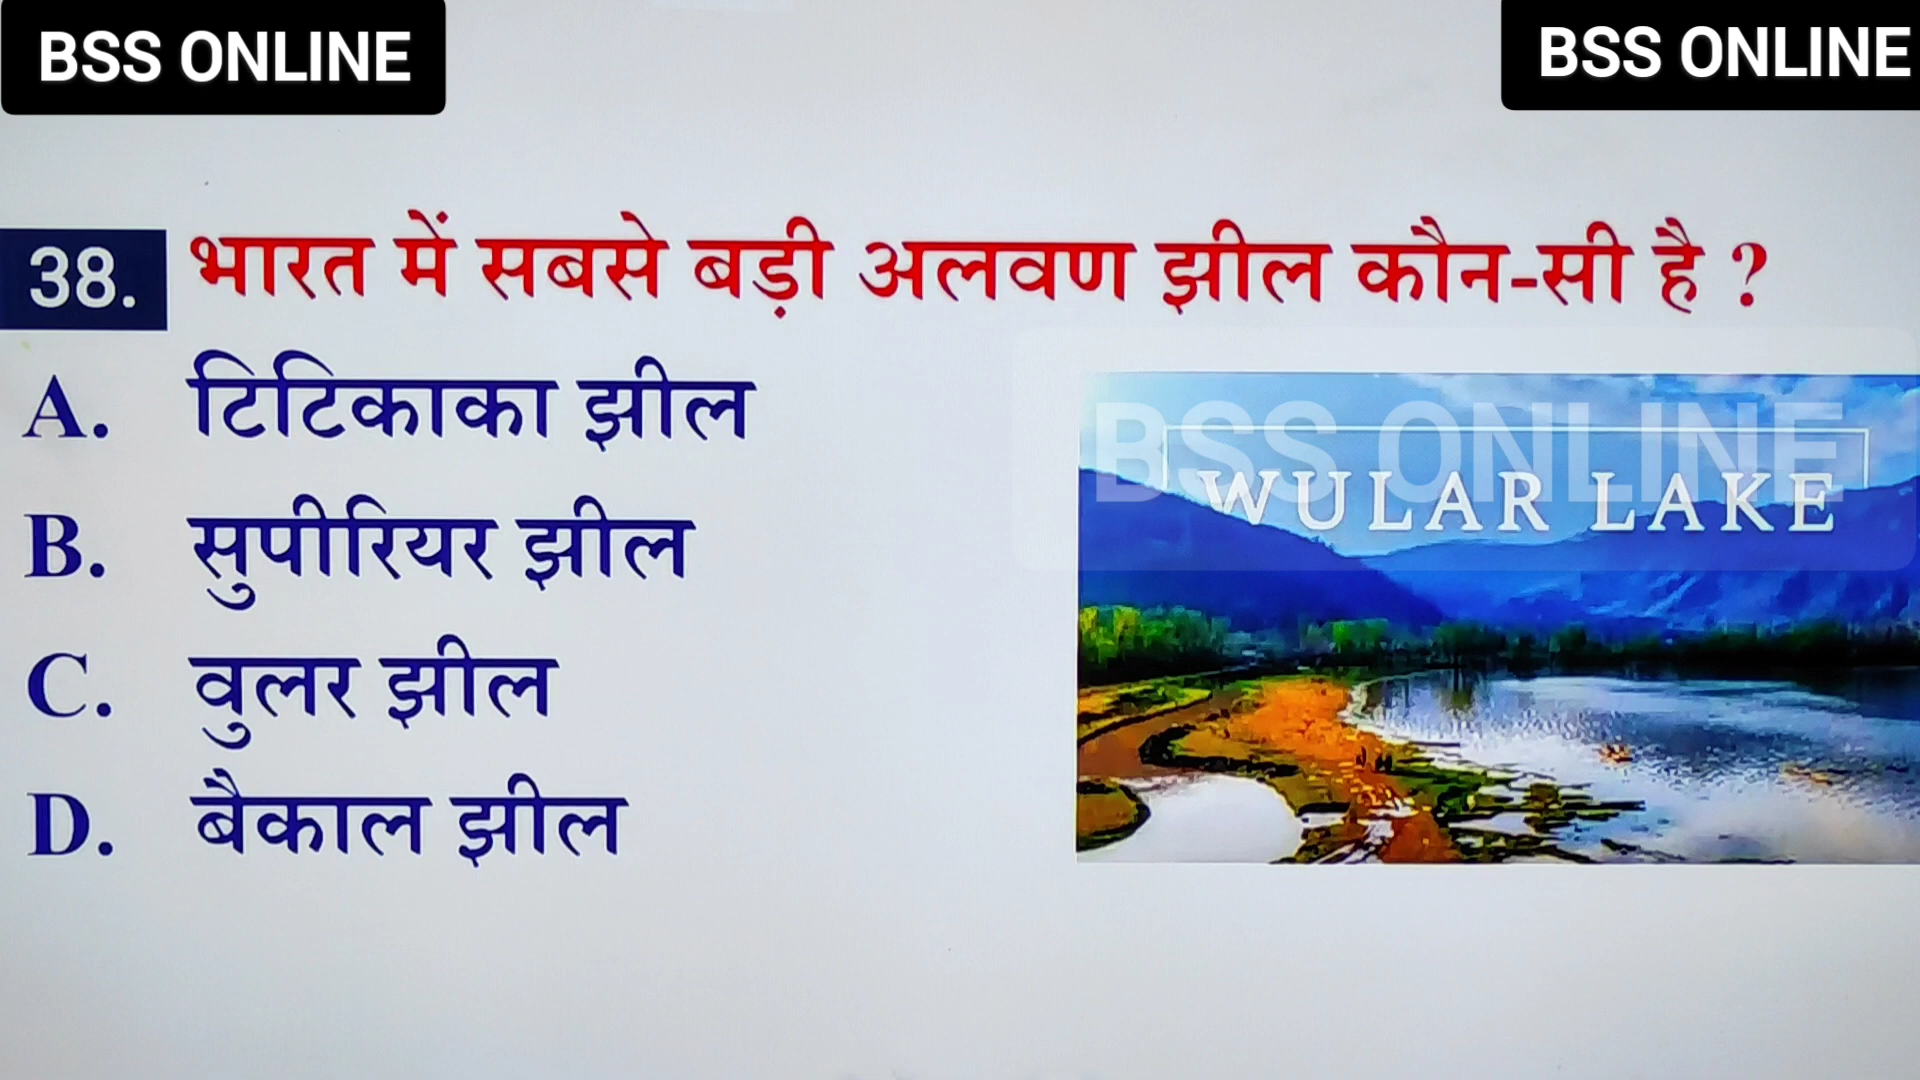 BSS ONLINE
BSS ONLINE
38. भारत में सबसे बड़ी अलवण झील कौन-सी है ?
A. टिटिकाका झील
B. सुपीरियर झील
C. वुलर झील
D. बैकाल झील
BSS ONLINE
WULAR LAKE